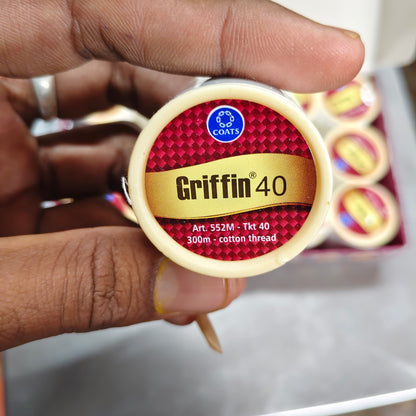 COATS
Griffin® 40
Art. 552M - Tkt 40
300m - cotton thread